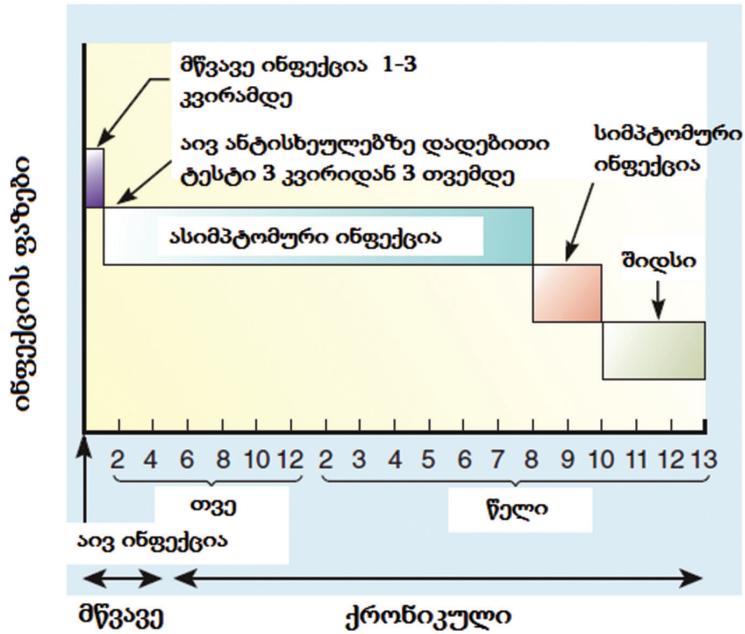 მწვავე ინფექცია 1-3
კვირამდე
აივ ანტისხეულებზე დადებითი
ტესტი 3 კვირიდან 3 თვემდე
სიმპტომური
ინფექცია
ასიმპტომური ინფექცია
შიდსი
ინფექციის ფაზები
2 4 6 8 10 12 2 3 4 5 6 7 8 9 10 11 12 13
თვე
წელი
აივ ინფექცია
მწვავე
ქრონიკული